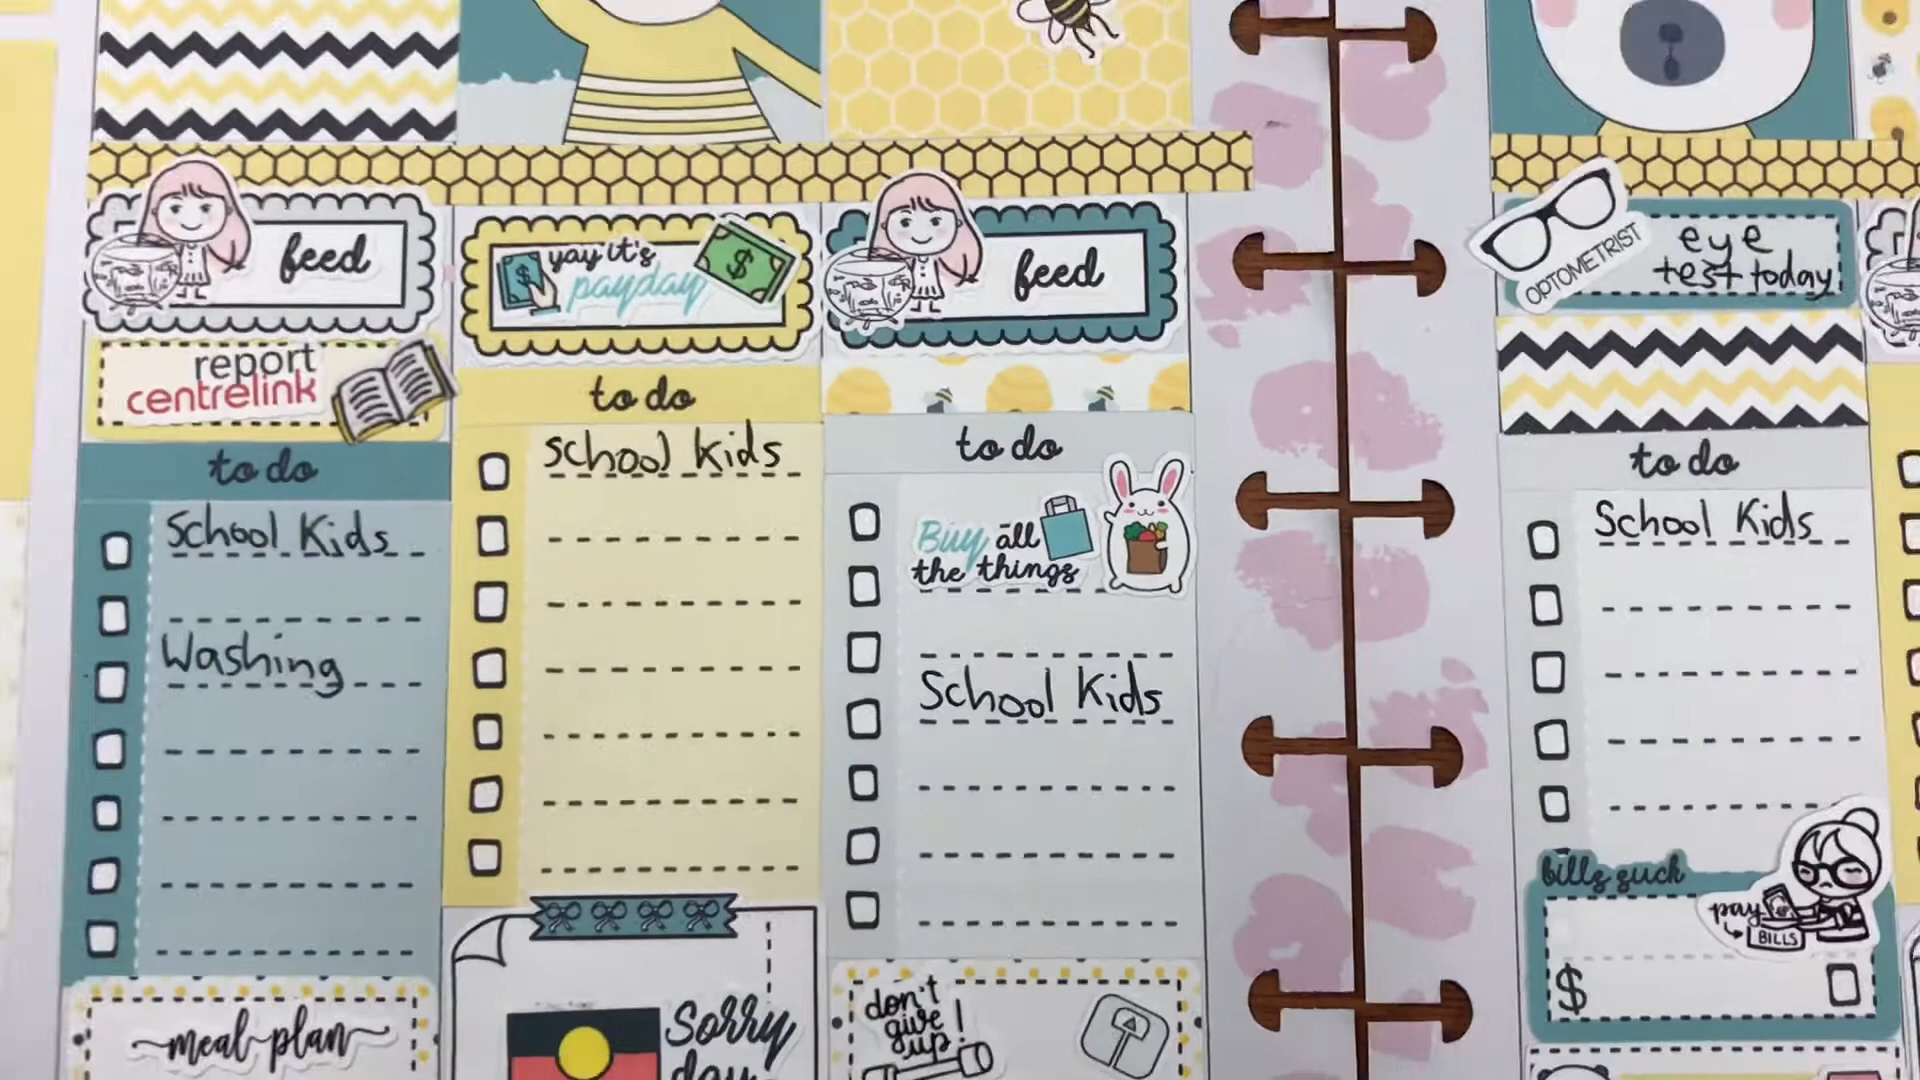 feed
report
centrelink
to do
School Kids
Washing
meal plan
yay it's
payday
$
$
to do
School Kids
Sorry
day
feed
to do
Buy all
the things
School Kids
don't
give
up!
OPTOMETRIST
eye
test today
to do
School Kids
bills suck
pay
BILLS
$